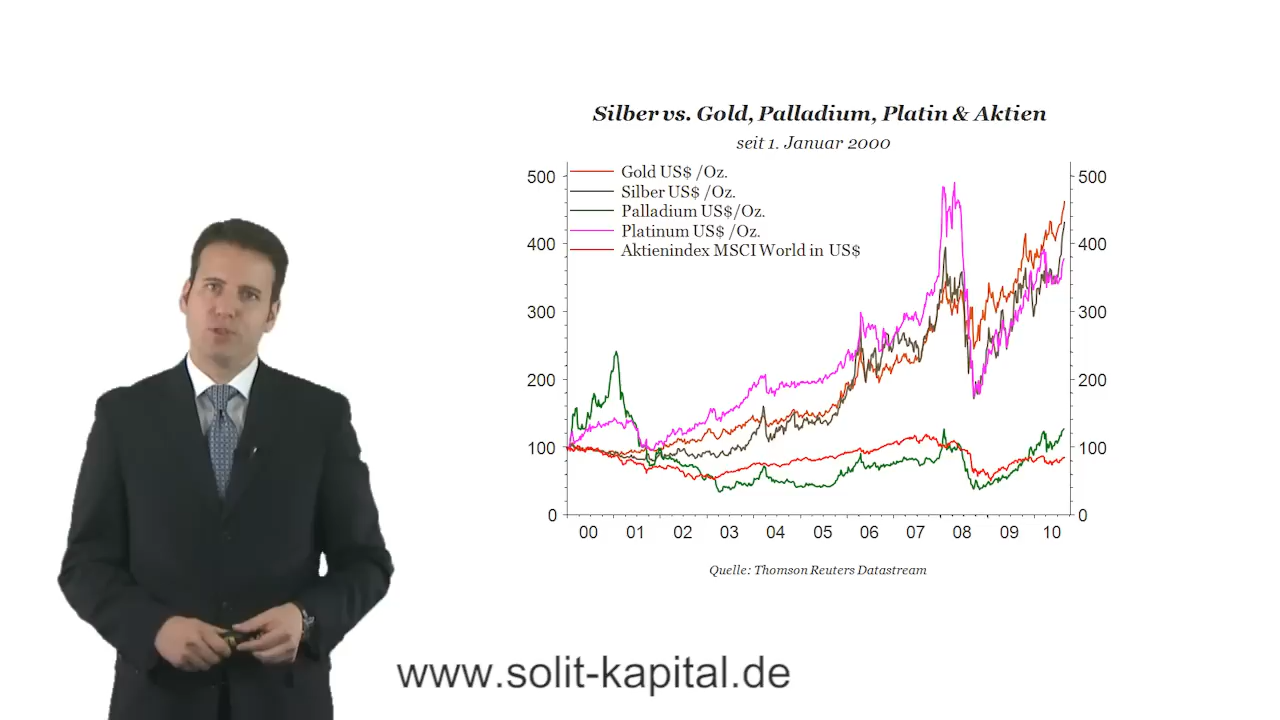 Silber vs. Gold, Palladium, Platin & Aktien
seit 1. Januar 2000
Gold US$ /Oz.
Silber US$ /Oz.
Palladium US$/Oz.
Platinum US$ /Oz.
Aktienindex MSCI World in US$
500 500
400 400
300 300
200 200
100 100
0 0
00 01 02 03 04 05 06 07 08 09 10
Quelle: Thomson Reuters Datastream
www.solit-kapital.de